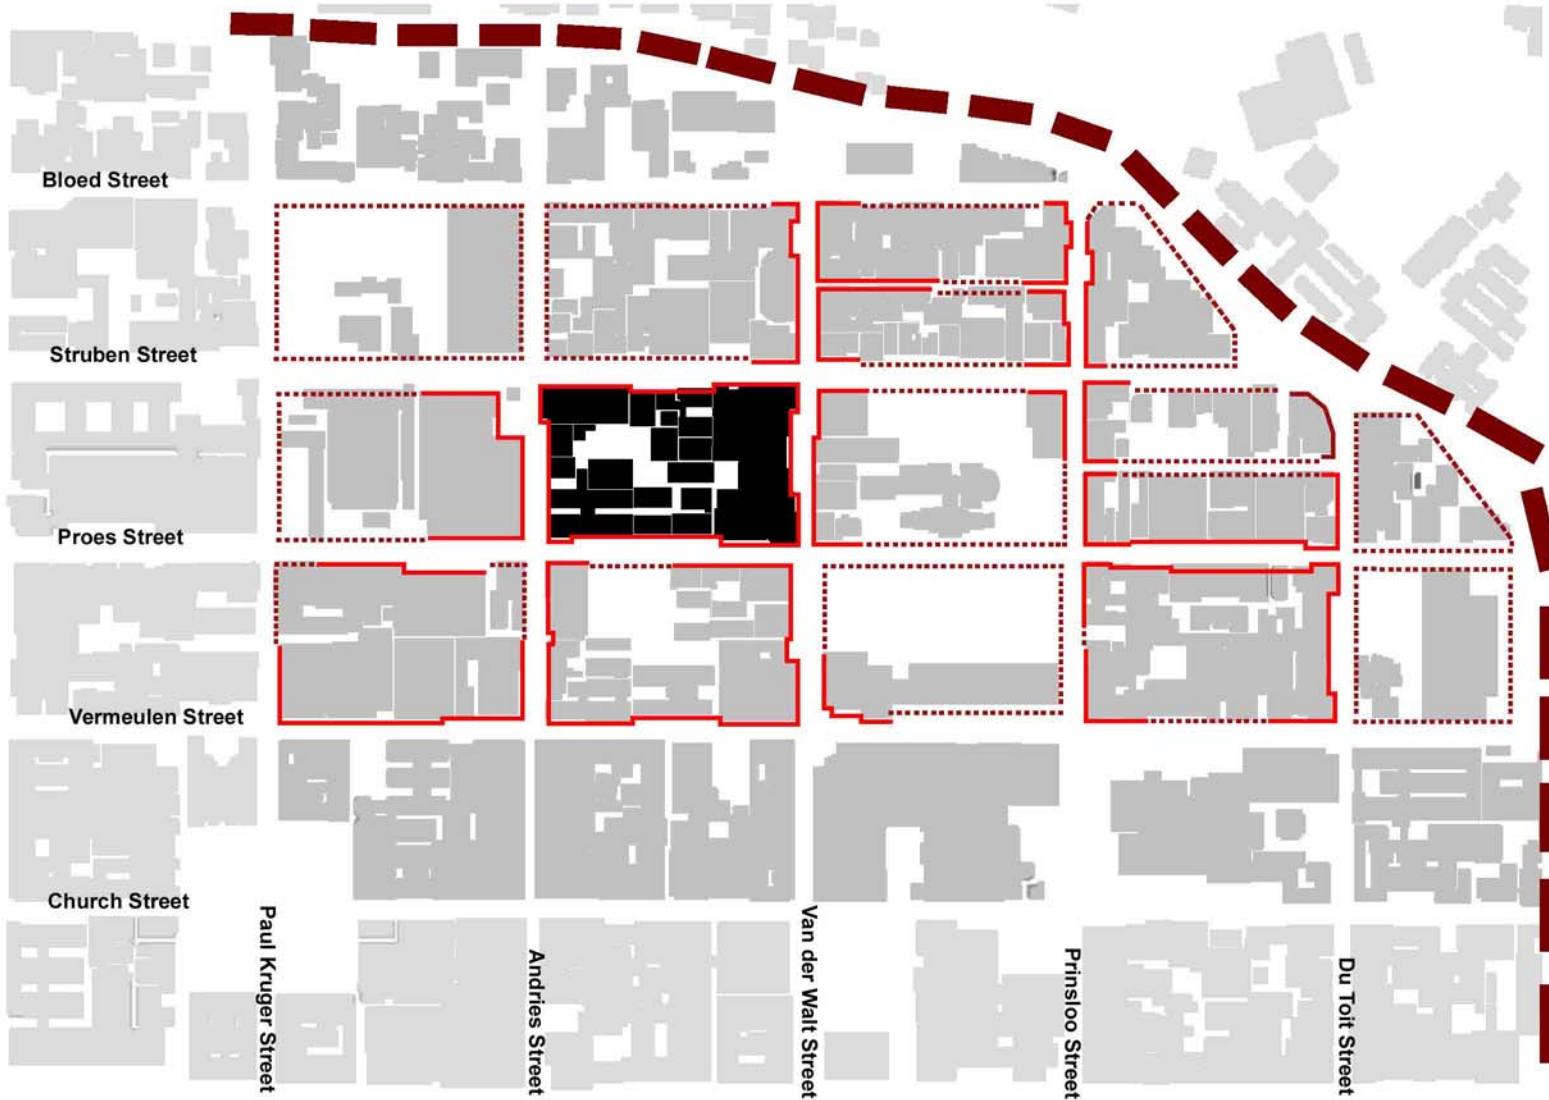 Bloed Street
Struben Street
Proes Street
Vermeulen Street
Church Street
Paul Kruger Street
Andries Street
Van der Walt Street
Prinsloo Street
Du Toit Street